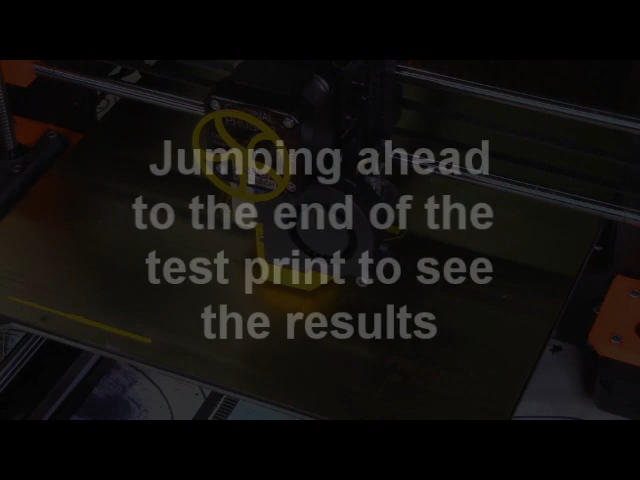 Jumping ahead
to the end of the
test print to see
the results